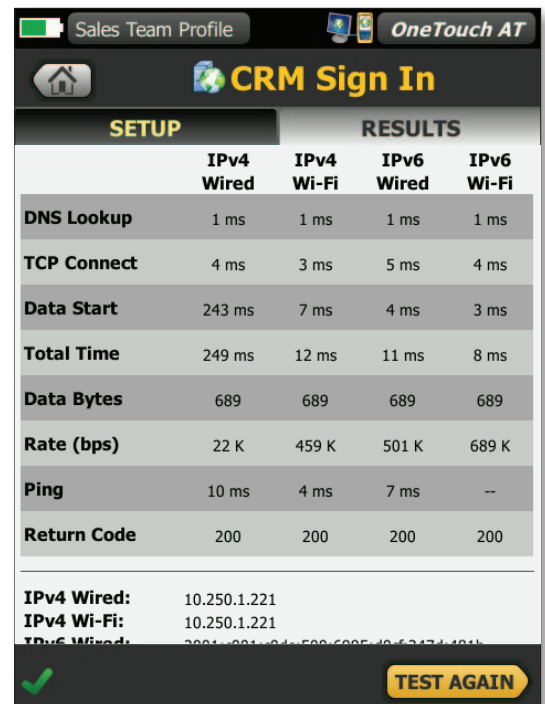 Sales Team Profile OneTouch AT
CRM Sign In
SETUP RESULTS
IPv4 Wired IPv4 Wi-Fi IPv6 Wired IPv6 Wi-Fi
DNS Lookup 1 ms 1 ms 1 ms 1 ms
TCP Connect 4 ms 3 ms 5 ms 4 ms
Data Start 243 ms 7 ms 4 ms 3 ms
Total Time 249 ms 12 ms 11 ms 8 ms
Data Bytes 689 689 689 689
Rate (bps) 22 K 459 K 501 K 689 K
Ping 10 ms 4 ms 7 ms --
Return Code 200 200 200 200
IPv4 Wired: 10.250.1.221
IPv4 Wi-Fi: 10.250.1.221
IPv6 Wired:
TEST AGAIN